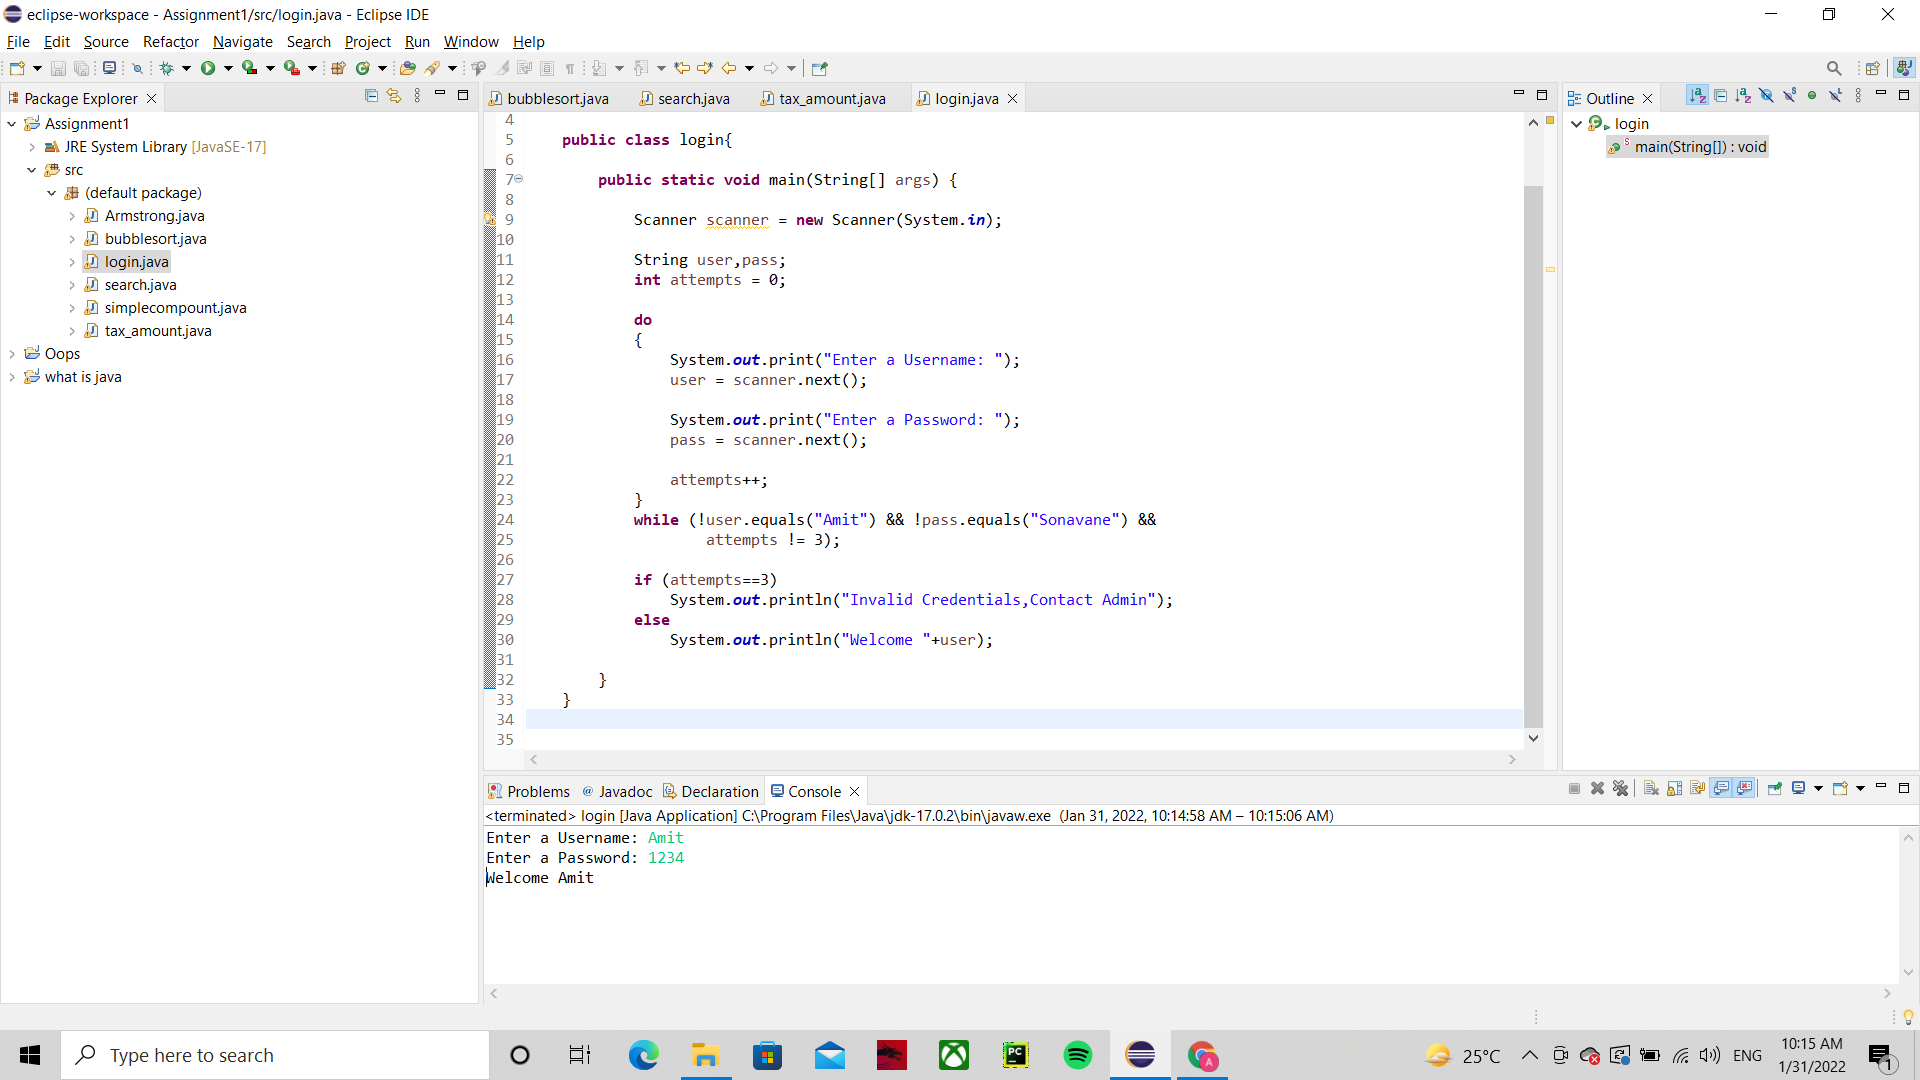 eclipse-workspace - Assignment1/src/login.java - Eclipse IDE
File Edit Source Refactor Navigate Search Project Run Window Help
Package Explorer
Assignment1
JRE System Library [JavaSE-17]
src
(default package)
Armstrong.java
bubblesort.java
login.java
search.java
simplecompount.java
tax_amount.java
Oops
what is java
bubblesort.java search.java tax_amount.java login.java
4
5 public class login{
6
7 public static void main(String[] args) {
8
9 Scanner scanner = new Scanner(System.in);
10
11 String user,pass;
12 int attempts = 0;
13
14 do
15 {
16 System.out.print("Enter a Username: ");
17 user = scanner.next();
18
19 System.out.print("Enter a Password: ");
20 pass = scanner.next();
21
22 attempts++;
23 }
24 while (!user.equals("Amit") && !pass.equals("Sonavane") &&
25 attempts != 3);
26
27 if (attempts==3)
28 System.out.println("Invalid Credentials,Contact Admin");
29 else
30 System.out.println("Welcome "+user);
31
32 }
33 }
34
35
Outline
login
main(String[]) : void
Problems Javadoc Declaration Console
<terminated> login [Java Application] C:\Program Files\Java\jdk-17.0.2\bin\javaw.exe (Jan 31, 2022, 10:14:58 AM – 10:15:06 AM)
Enter a Username: Amit
Enter a Password: 1234
Welcome Amit
Type here to search
25°C
ENG
10:15 AM
1/31/2022
1